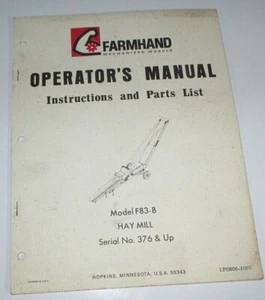 FARMHAND
MECHANIZED MUSCLE
OPERATOR'S MANUAL
Instructions and Parts List
Model F83-B
HAY MILL
Serial No. 376 & Up
HOPKINS, MINNESOTA, U.S.A. 55343